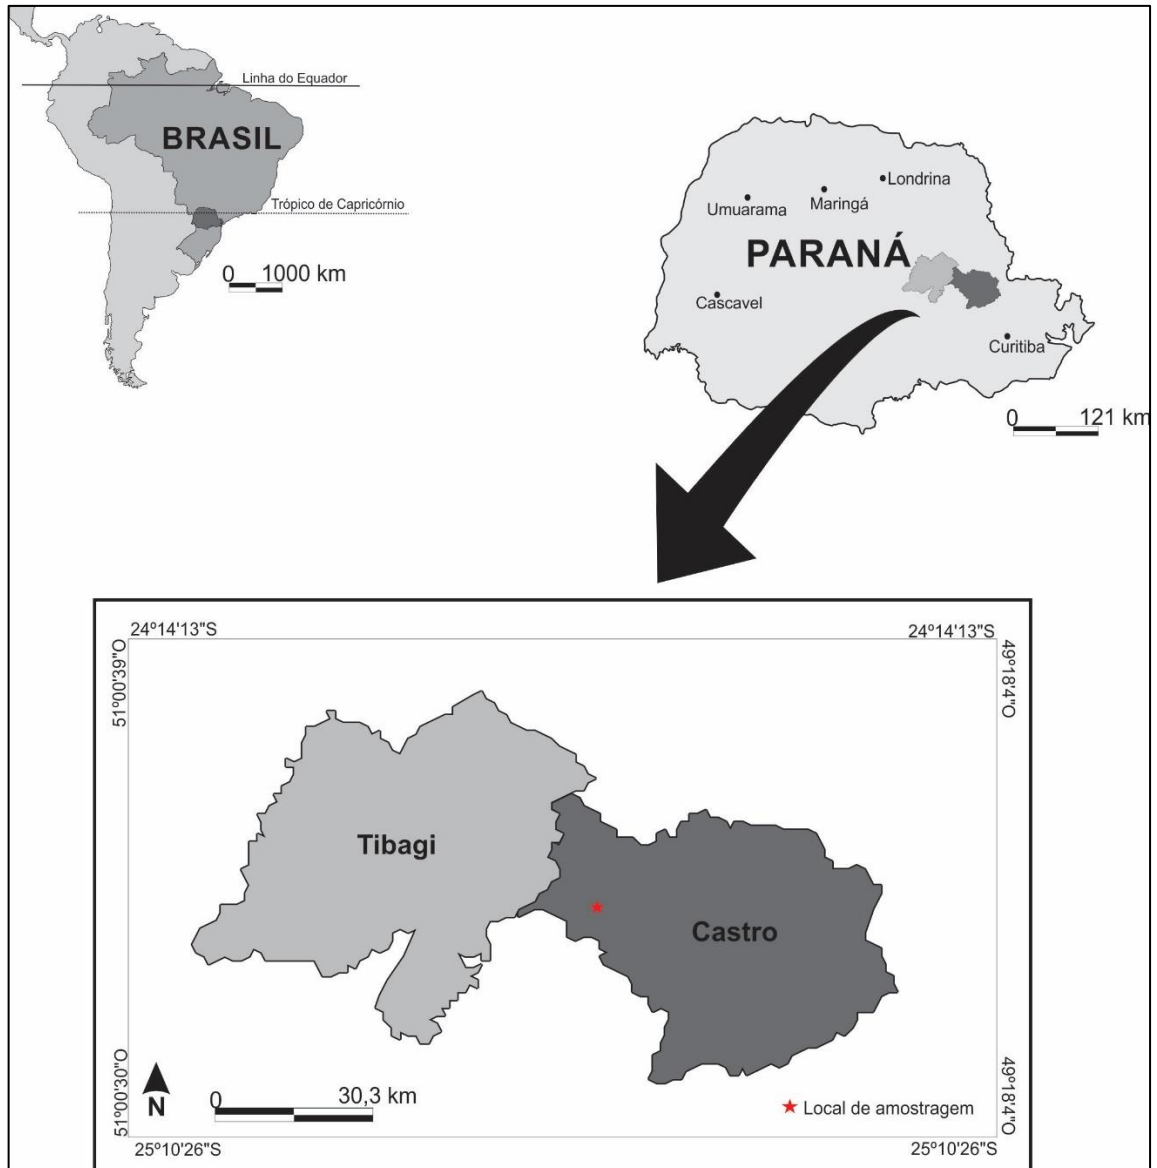 Linha do Equador
BRASIL
Trópico de Capricórnio
0 1000 km
Londrina
Maringá
Umuarama
PARANÁ
Cascavel
Curitiba
0 121 km
24º14'13"S
24º14'13"S
51º00'39"O
49º18'4"O
Tibagi
Castro
51º00'30"O
49º18'4"O
N
0 30,3 km
Local de amostragem
25º10'26"S
25º10'26"S